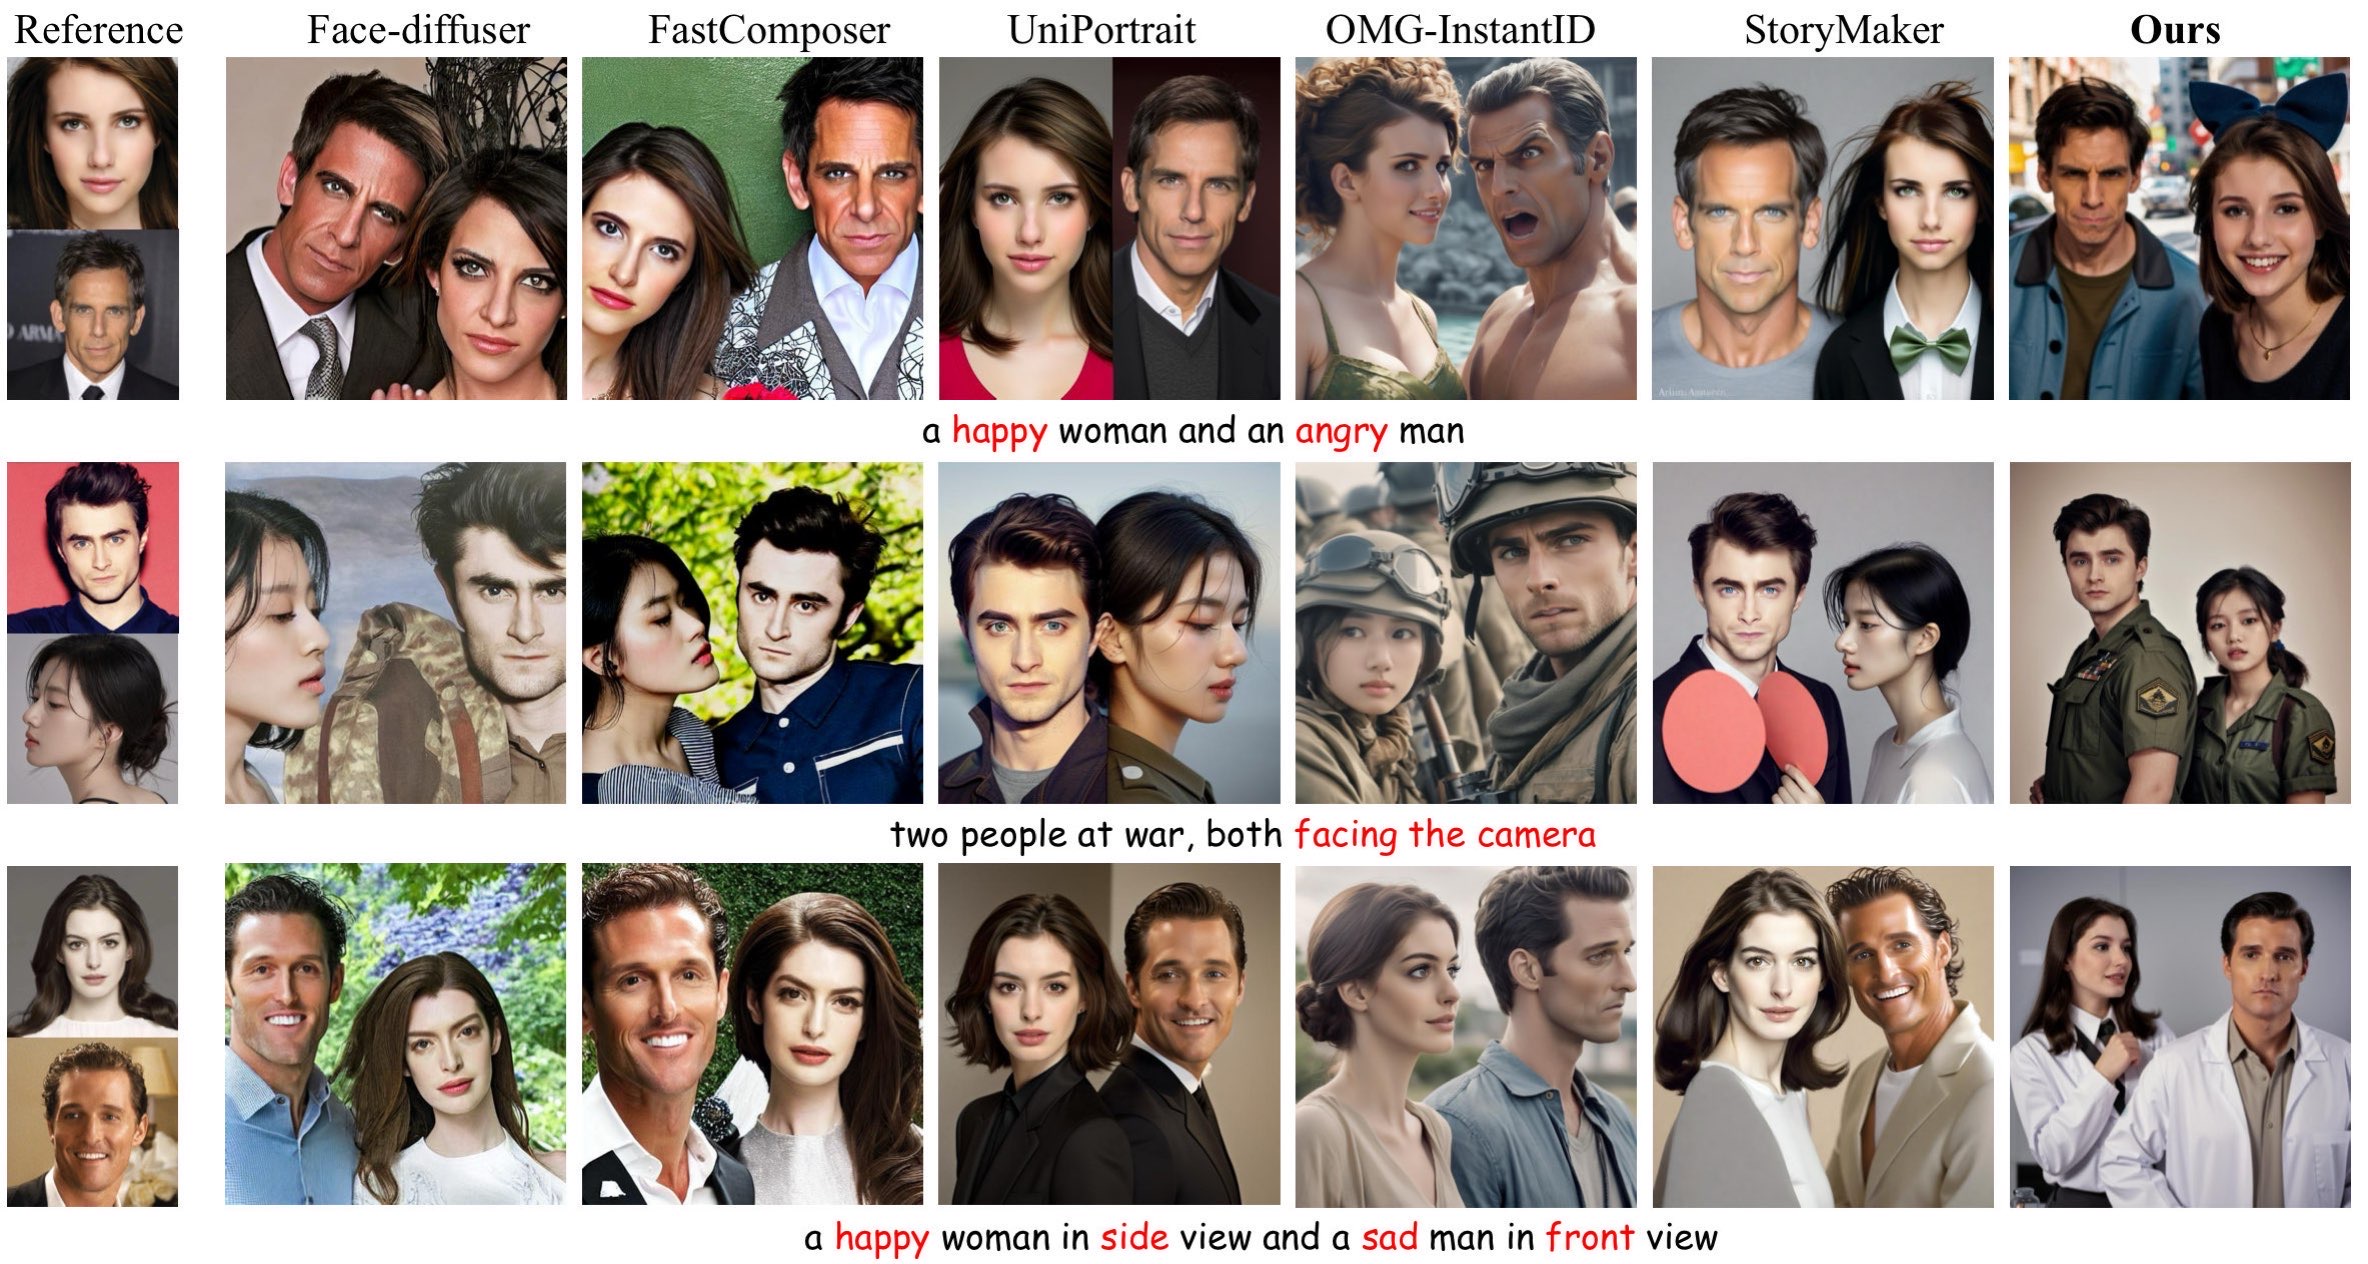 Reference Face-diffuser FastComposer UniPortrait OMG-InstantID StoryMaker Ours
ARMA
a happy woman and an angry man
two people at war, both facing the camera
a happy woman in side view and a sad man in front view